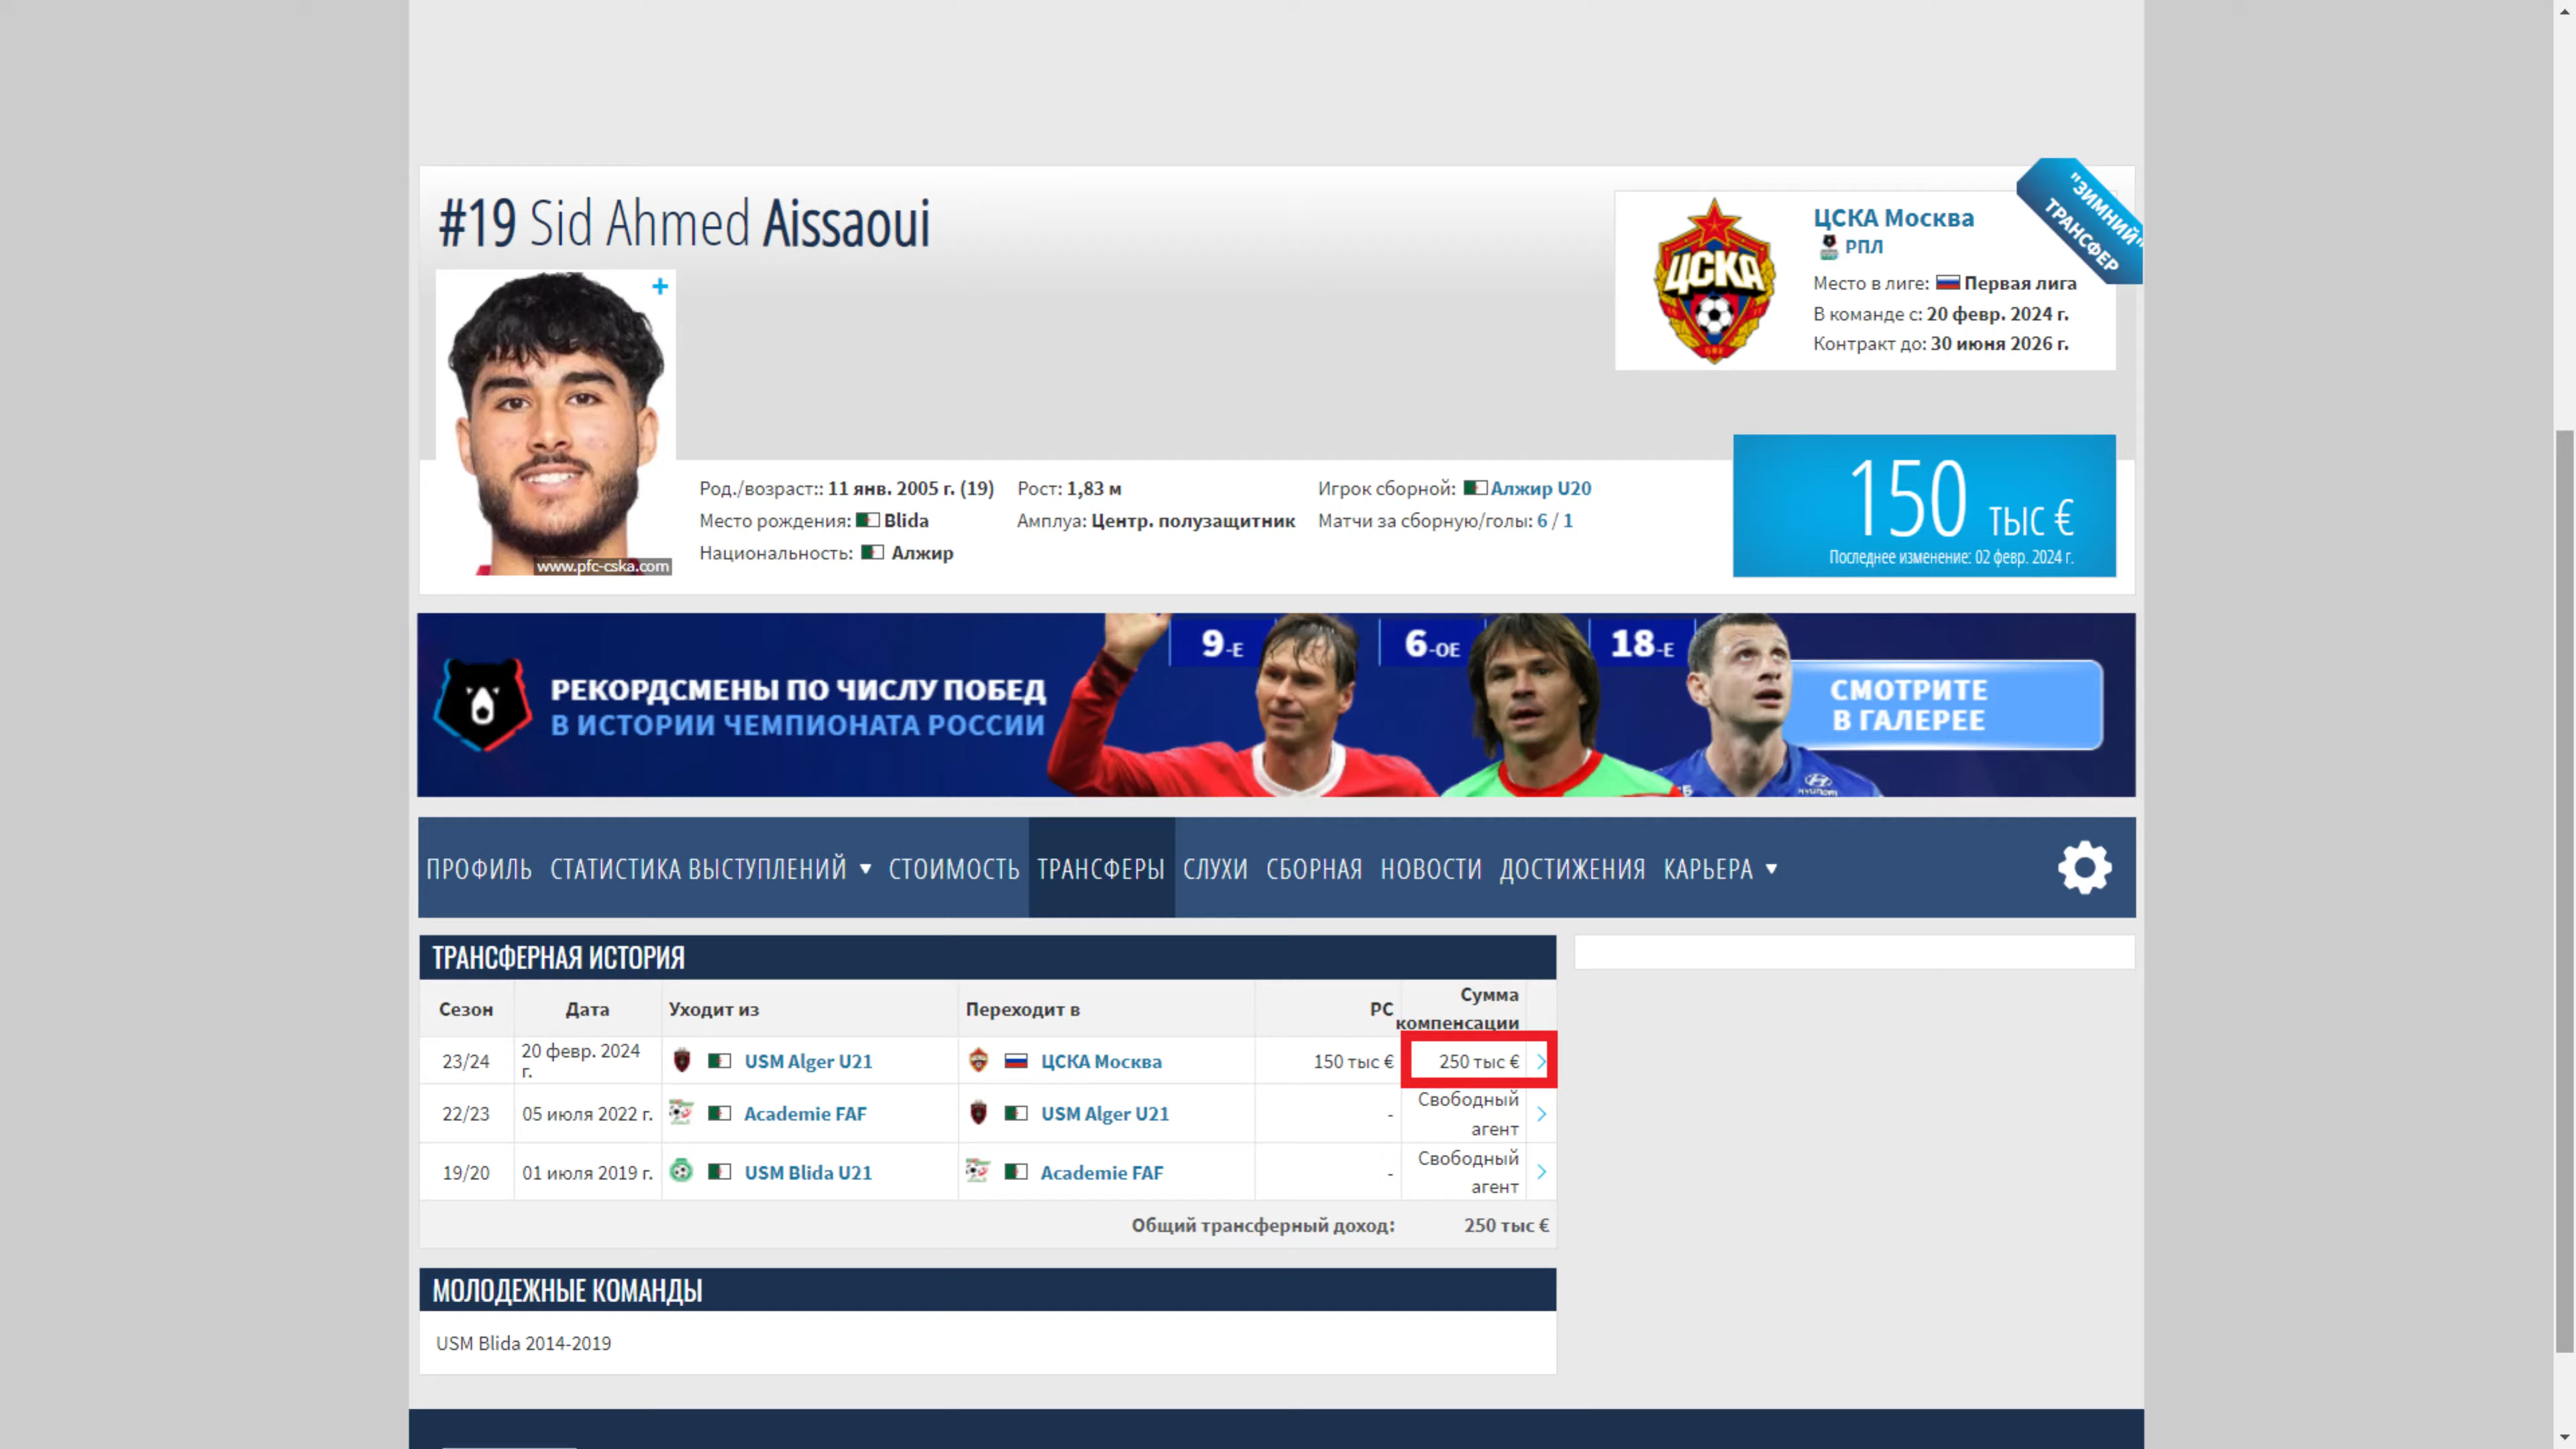 #19 Sid Ahmed Aissaoui
ЦСКА
ЦСКА Москва
РПЛ
Место в лиге: Первая лига
В команде с: 20 февр. 2024 г.
Контракт до: 30 июня 2026 г.
"ЗИМНИЙ"
ТРАНСФЕР
www.pfc-cska.com
Род./возраст:: 11 янв. 2005 г. (19)
Место рождения: Blida
Национальность: Алжир
Рост: 1,83 м
Амплуа: Центр. полузащитник
Игрок сборной: Алжир U20
Матчи за сборную/голы: 6 / 1
150 тыс €
Последнее изменение: 02 февр. 2024 г.
РЕКОРДСМЕНЫ ПО ЧИСЛУ ПОБЕД
В ИСТОРИИ ЧЕМПИОНАТА РОССИИ
9-Е
6-ОЕ
18-Е
HYUNDAI
СМОТРИТЕ
В ГАЛЕРЕЕ
ПРОФИЛЬ СТАТИСТИКА ВЫСТУПЛЕНИЙ СТОИМОСТЬ ТРАНСФЕРЫ СЛУХИ СБОРНАЯ НОВОСТИ ДОСТИЖЕНИЯ КАРЬЕРА
ТРАНСФЕРНАЯ ИСТОРИЯ
Сезон Дата Уходит из Переходит в РС Сумма
компенсации
23/24 20 февр. 2024
г. USM Alger U21 ЦСКА Москва 150 тыс € 250 тыс €
22/23 05 июля 2022 г. Academie FAF USM Alger U21 - Свободный
агент
19/20 01 июля 2019 г. USM Blida U21 Academie FAF - Свободный
агент
Общий трансферный доход: 250 тыс €
МОЛОДЕЖНЫЕ КОМАНДЫ
USM Blida 2014-2019